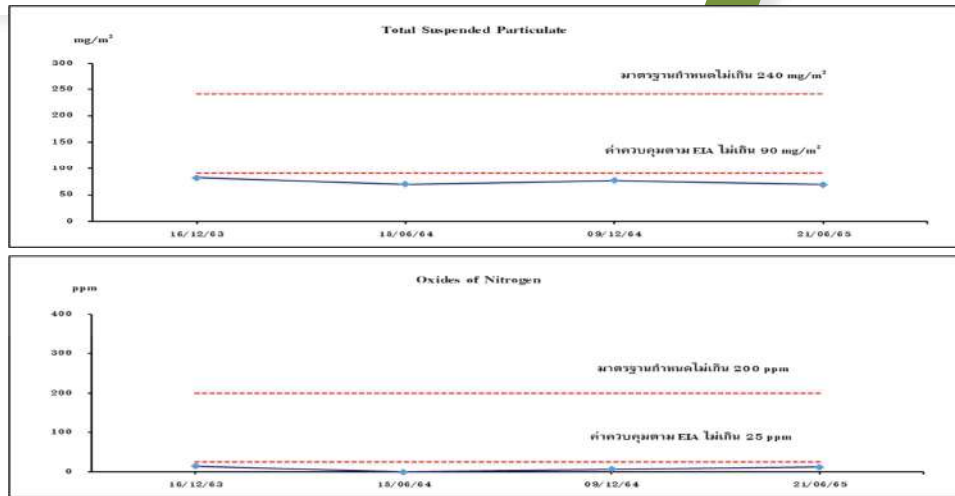 Total Suspended Particulate
mg/m²
300
มาตรฐานกำหนดไม่เกิน 240 mg/m²
250
200
150
ค่าควบคุมตาม EIA ไม่เกิน 90 mg/m²
100
50
0
16/12/63 18/06/64 09/12/64 21/06/65
Oxides of Nitrogen
ppm
400
300
มาตรฐานกำหนดไม่เกิน 200 ppm
200
100
ค่าควบคุมตาม EIA ไม่เกิน 25 ppm
0
16/12/63 18/06/64 09/12/64 21/06/65